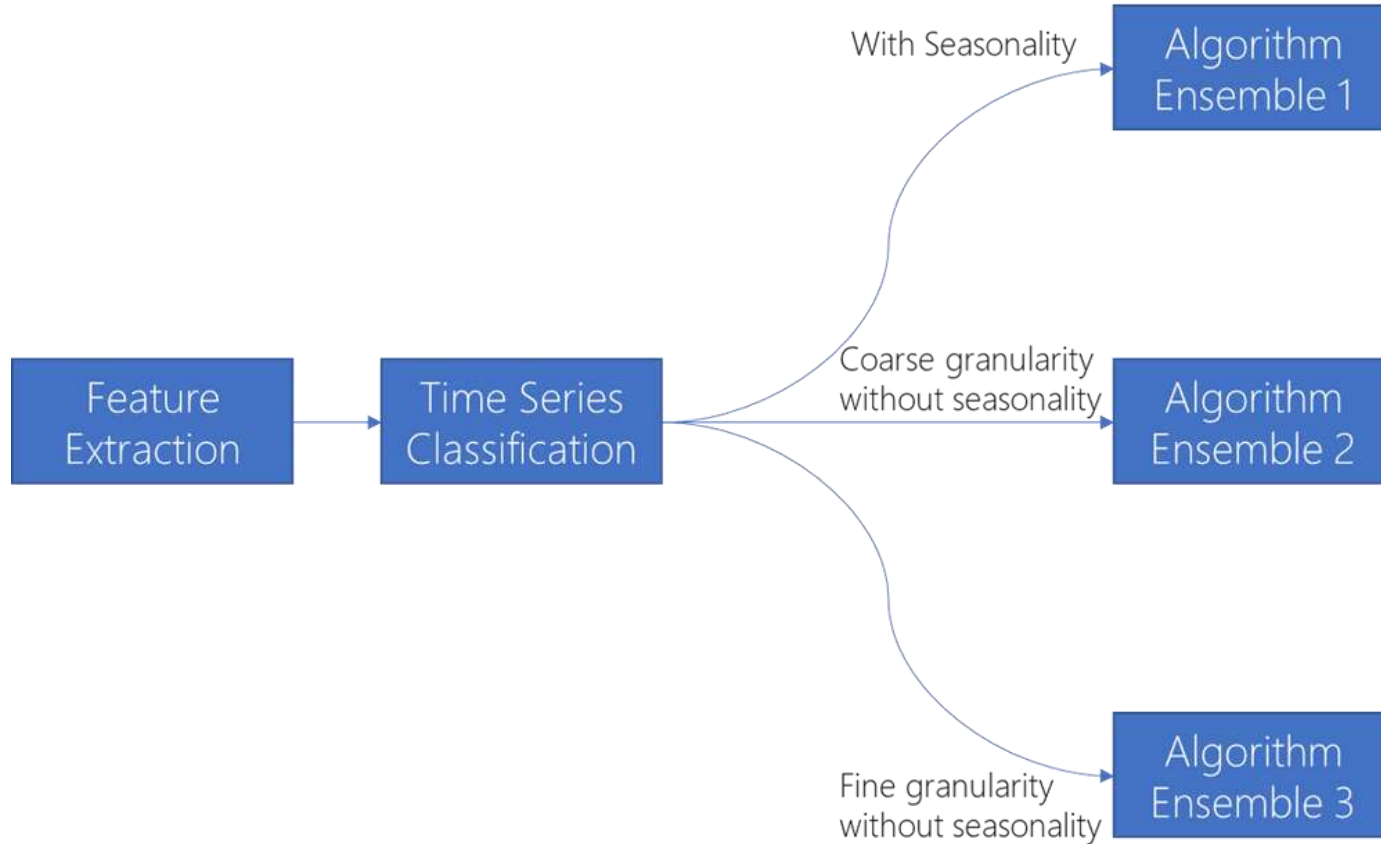 With Seasonality
Algorithm
Ensemble 1
Feature
Extraction
Time Series
Classification
Coarse granularity
without seasonality
Algorithm
Ensemble 2
Fine granularity
without seasonality
Algorithm
Ensemble 3